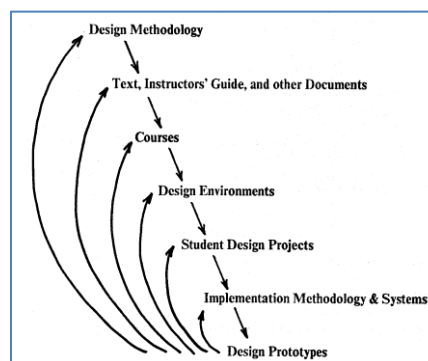 Design Methodology
Text, Instructors' Guide, and other Documents
Courses
Design Environments
Student Design Projects
Implementation Methodology & Systems
Design Prototypes